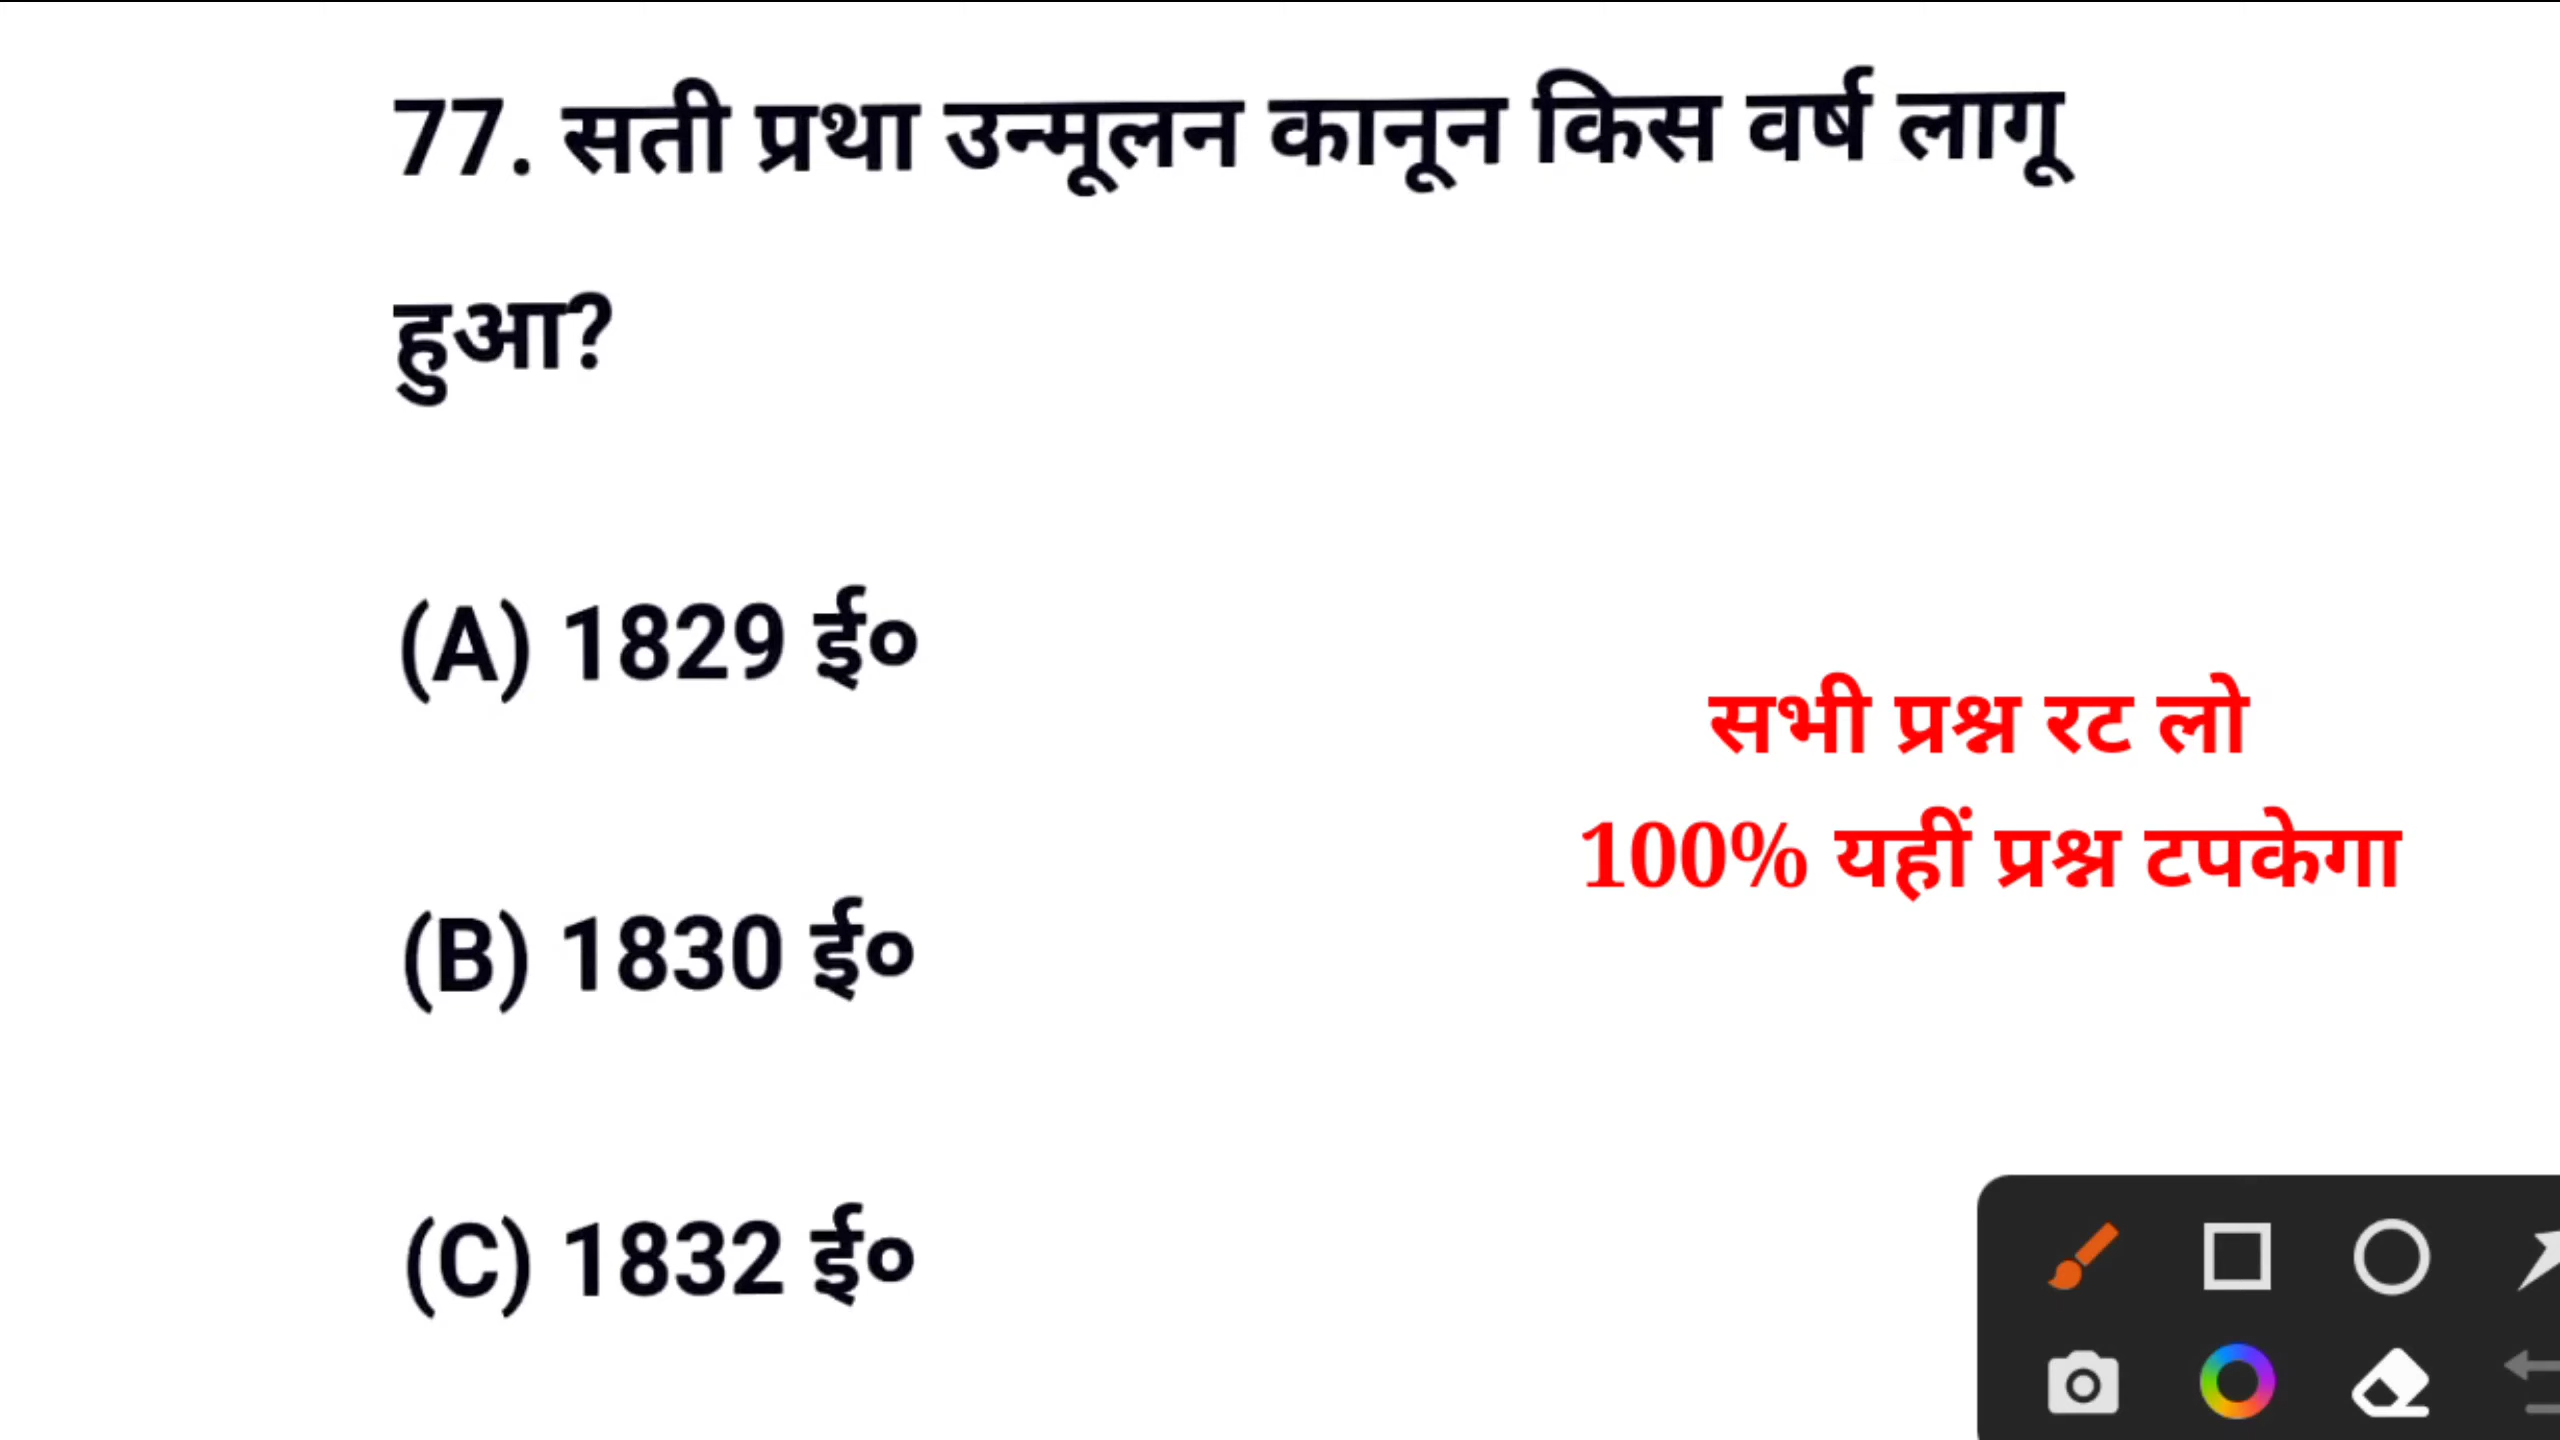 77. सती प्रथा उन्मूलन कानून किस वर्ष लागू
हुआ?
(A) 1829 ई०
सभी प्रश्न रट लो
100% यहीं प्रश्न टपकेगा
(B) 1830 ई०
(C) 1832 ई०